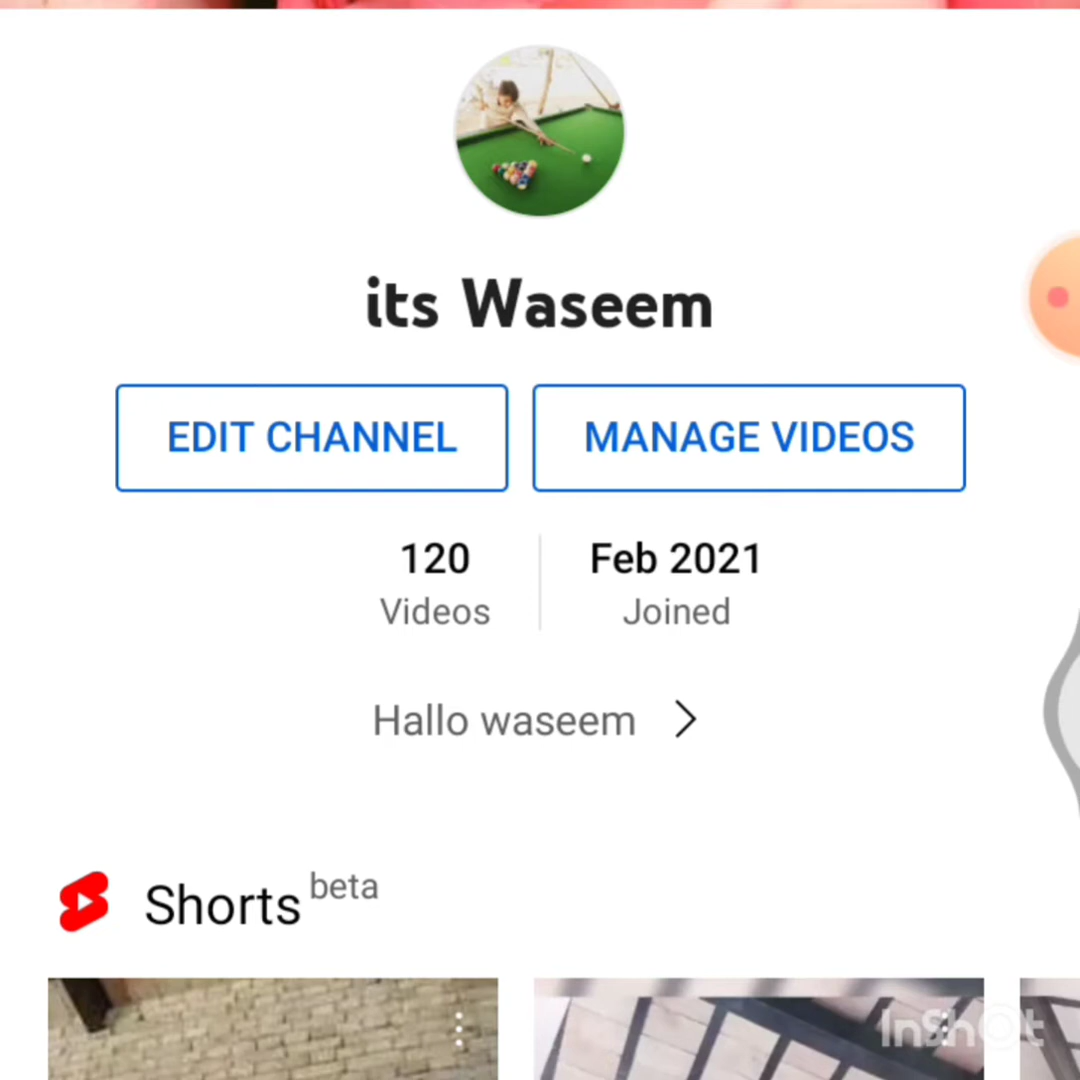 its Waseem
EDIT CHANNEL
MANAGE VIDEOS
120
Videos
Feb 2021
Joined
Hallo waseem
Shorts beta
InShOt